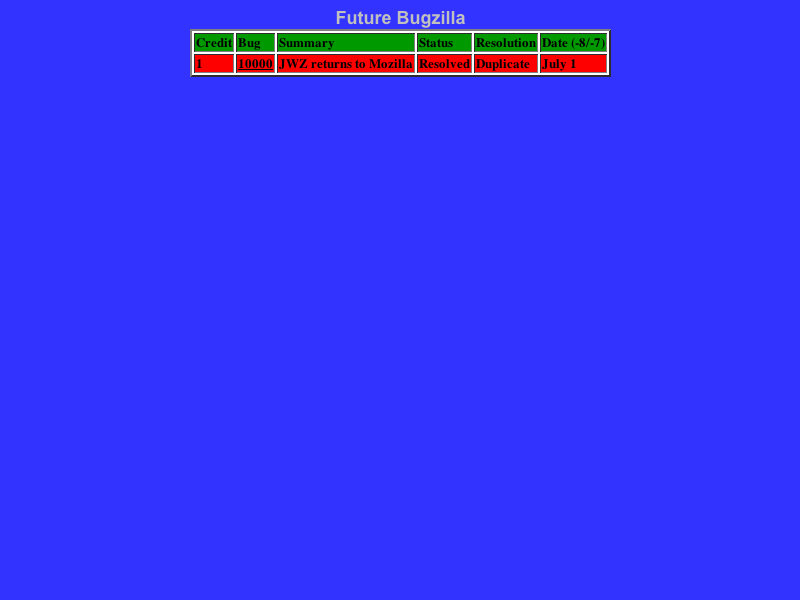 Future Bugzilla
Credit Bug Summary Status Resolution Date (-8/-7)
1 10000 JWZ returns to Mozilla Resolved Duplicate July 1